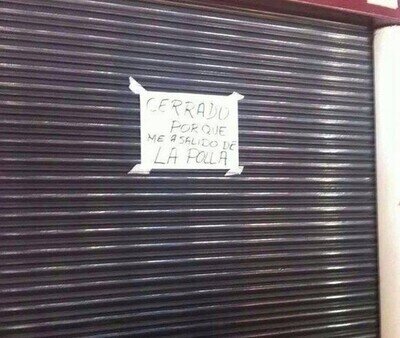 CERRADO
PORQUE
ME A SALIDO DE
LA POLLA